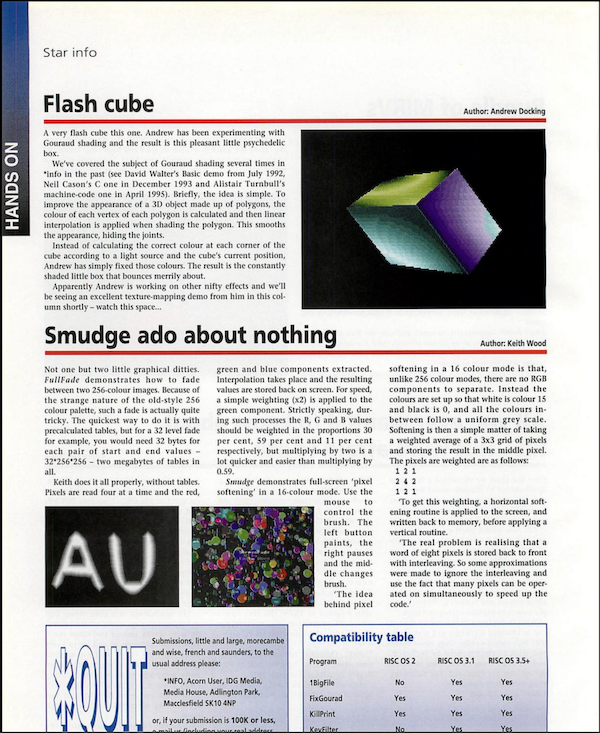 Star info
HANDS ON
Flash cube
Author: Andrew Docking
A very flash cube this one. Andrew has been experimenting with
Gouraud shading and the result is this pleasant little psychedelic
box.
We've covered the subject of Gouraud shading several times in
*info in the past (see David Walter's Basic demo from July 1992,
Neil Cason's C one in December 1993 and Alistair Turnbull's
machine-code one in April 1995). Briefly, the idea is simple. To
improve the appearance of a 3D object made up of polygons, the
colour of each vertex of each polygon is calculated and then linear
interpolation is applied when shading the polygon. This smooths
the appearance, hiding the joints.
Instead of calculating the correct colour at each corner of the
cube according to a light source and the cube's current position,
Andrew has simply fixed those colours. The result is the constantly
shaded little box that bounces merrily about.
Apparently Andrew is working on other nifty effects and we'll
be seeing an excellent texture-mapping demo from him in this col-
umn shortly – watch this space...
Smudge ado about nothing
Author: Keith Wood
Not one but two little graphical ditties.
FullFade demonstrates how to fade
between two 256-colour images. Because of
the strange nature of the old-style 256
colour palette, such a fade is actually quite
tricky. The quickest way to do it is with
precalculated tables, but for a 32 level fade
for example, you would need 32 bytes for
each pair of start and end values –
32*256*256 – two megabytes of tables in
all.
Keith does it all properly, without tables.
Pixels are read four at a time and the red,
green and blue components extracted.
Interpolation takes place and the resulting
values are stored back on screen. For speed,
a simple weighting (x2) is applied to the
green component. Strictly speaking, dur-
ing such processes the R, G and B values
should be weighted in the proportions 30
per cent, 59 per cent and 11 per cent
respectively, but multiplying by two is a
lot quicker and easier than multiplying by
0.59.
Smudge demonstrates full-screen 'pixel
softening' in a 16-colour mode. Use the
mouse to
control the
brush. The
left button
paints, the
right pauses
and the mid-
dle changes
brush.
'The idea
behind pixel
softening in a 16 colour mode is that,
unlike 256 colour modes, there are no RGB
components to separate. Instead the
colours are set up so that white is colour 15
and black is 0, and all the colours in-
between follow a uniform grey scale.
Softening is then a simple matter of taking
a weighted average of a 3x3 grid of pixels
and storing the result in the middle pixel.
The pixels are weighted as follows:
1 2 1
2 4 2
1 2 1
'To get this weighting, a horizontal soft-
ening routine is applied to the screen, and
written back to memory, before applying a
vertical routine.
'The real problem is realising that a
word of eight pixels is stored back to front
with interleaving. So some approximations
were made to ignore the interleaving and
use the fact that many pixels can be oper-
ated on simultaneously to speed up the
code.'
AU
*QUIT
Submissions, little and large, morecambe
and wise, french and saunders, to the
usual address please:
*INFO, Acorn User, IDG Media,
Media House, Adlington Park,
Macclesfield SK10 4NP
or, if your submission is 100K or less,
e-mail us (including your real address
Compatibility table
Program RISC OS 2 RISC OS 3.1 RISC OS 3.5+
1BigFile No Yes Yes
FixGourad Yes Yes Yes
KillPrint Yes Yes Yes
KeyFilter No Yes Yes